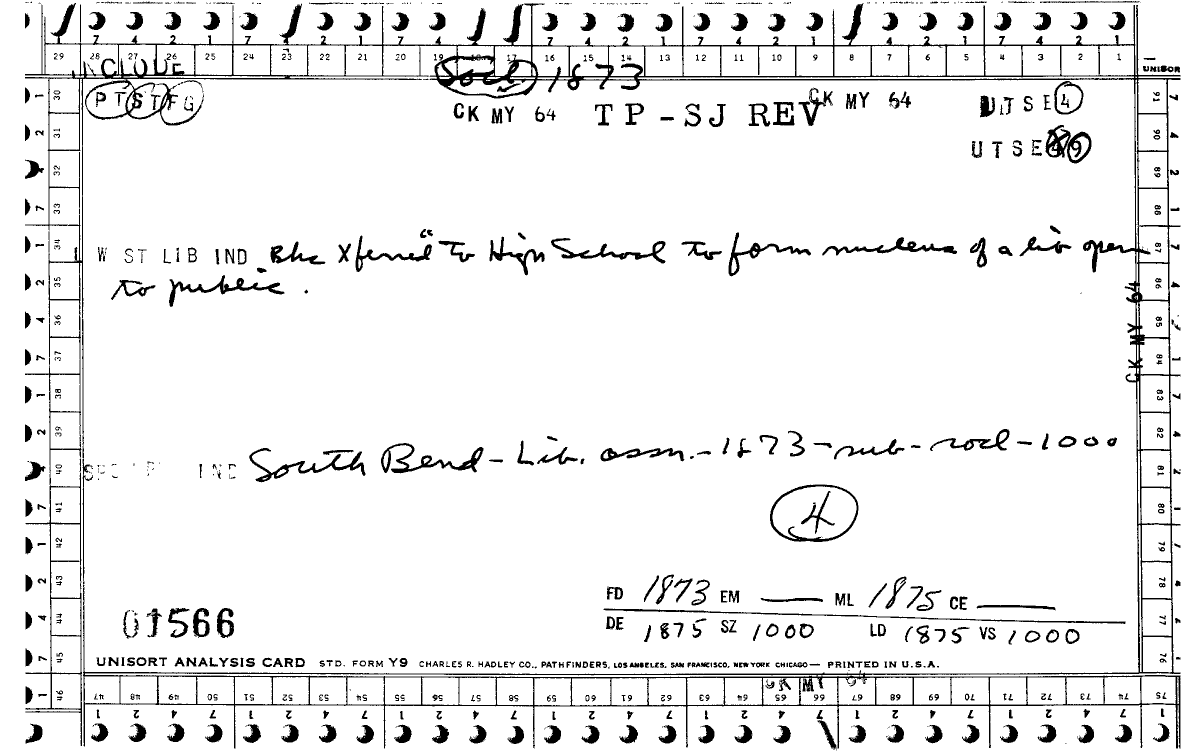 7 4 2 1 7 4 2 1 7 4 2 1 7 4 2 1 7 4 2 1 7 4 2 1 7 4 2 1
29 28 27 26 25 24 23 22 21 20 19 18 17 16 15 14 13 12 11 10 9 8 7 6 5 4 3 2 1
INCLUDE
Socl. 1873
UNISOR
PT ST FG
CK MY 64 TP-SJ REV CK MY 64 UTSE 4
UTSE 9
W ST LIB IND Bks Xferred "to High School to form nucleus of a lib open
to public.
CK MY 64
IND South Bend - Lib. assn. - 1873 - sub - socl - 1000
4
FD 1873 EM —— ML 1875 CE ——
DE 1875 SZ 1000 LD 1875 VS 1000
01566
UNISORT ANALYSIS CARD STD. FORM Y9 CHARLES R. HADLEY CO., PATHFINDERS, LOS ANGELES, SAN FRANCISCO, NEW YORK CHICAGO — PRINTED IN U.S.A.
CK MY 64
46 47 48 49 50 51 52 53 54 55 56 57 58 59 60 61 62 63 64 65 66 67 68 69 70 71 72 73 74 75
30 31 32 33 34 35 36 37 38 39 40 41 42 43 44 45
91 90 89 88 87 86 85 84 83 82 81 80 79 78 77 76